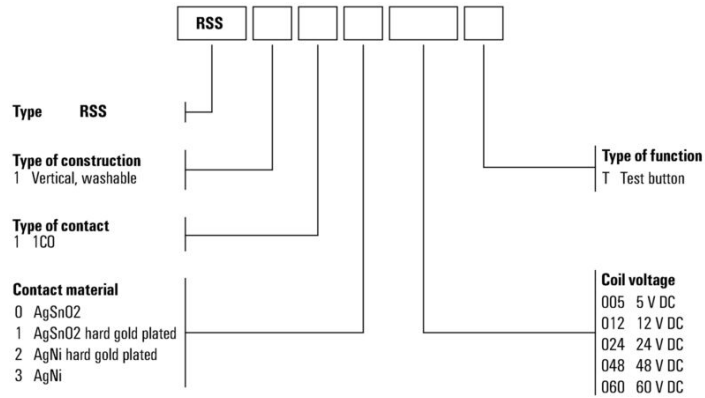 RSS
Type RSS
Type of construction
1 Vertical, washable
Type of contact
1 1CO
Contact material
0 AgSnO2
1 AgSnO2 hard gold plated
2 AgNi hard gold plated
3 AgNi
Type of function
T Test button
Coil voltage
005 5 V DC
012 12 V DC
024 24 V DC
048 48 V DC
060 60 V DC